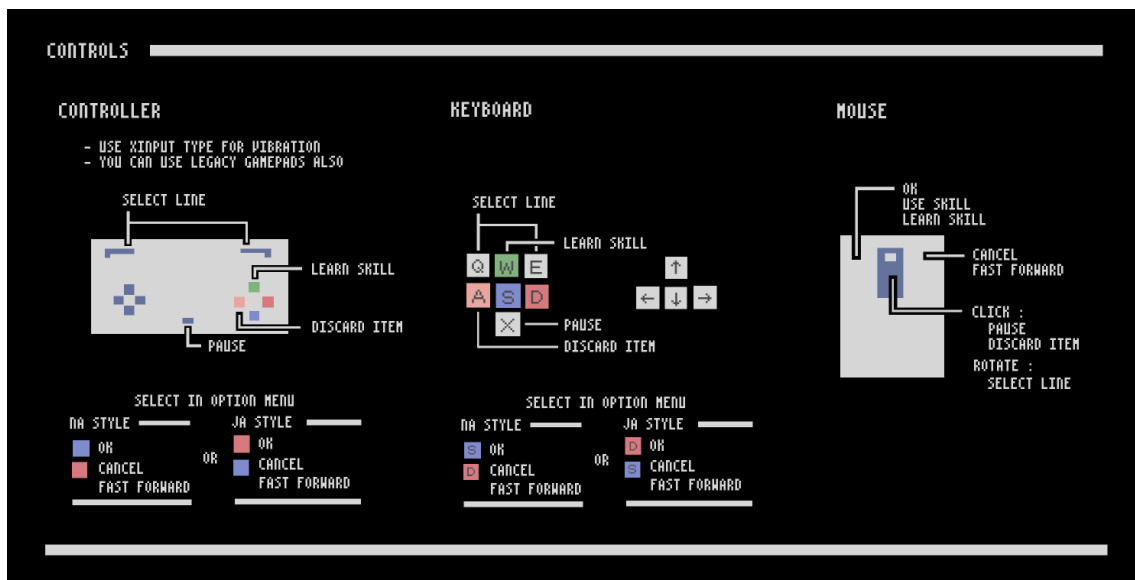 CONTROLS
CONTROLLER
- USE XINPUT TYPE FOR VIBRATION
- YOU CAN USE LEGACY GAMEPADS ALSO
SELECT LINE
LEARN SKILL
DISCARD ITEM
PAUSE
SELECT IN OPTION MENU
NA STYLE
OK
CANCEL
FAST FORWARD
OR
JA STYLE
OK
CANCEL
FAST FORWARD
KEYBOARD
SELECT LINE
LEARN SKILL
Q W E
A S D
X
↑
← ↓ →
PAUSE
DISCARD ITEM
SELECT IN OPTION MENU
NA STYLE
S OK
D CANCEL
FAST FORWARD
OR
JA STYLE
D OK
S CANCEL
FAST FORWARD
MOUSE
OK
USE SKILL
LEARN SKILL
CANCEL
FAST FORWARD
CLICK :
PAUSE
DISCARD ITEM
ROTATE :
SELECT LINE